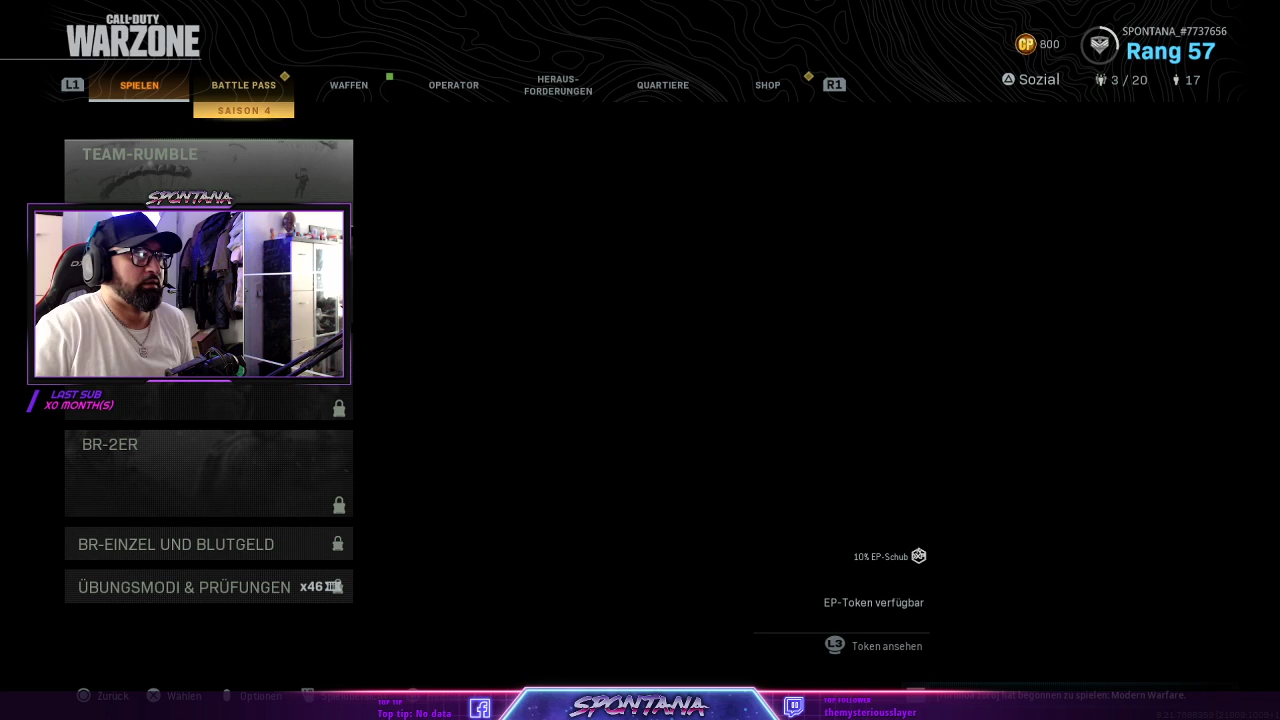 CALL OF DUTY
WARZONE
CP 800
SPONTANA_#7737656
Rang 57
L1
SPIELEN
BATTLE PASS
WAFFEN
OPERATOR
HERAUS-
FORDERUNGEN
QUARTIERE
SHOP
R1
Sozial
3 / 20
17
SAISON 4
TEAM-RUMBLE
SPONTANA
LAST SUB
X0 MONTH(S)
BR-2ER
BR-EINZEL UND BLUTGELD
ÜBUNGSMODI & PRÜFUNGEN x46
10% EP-Schub
EP-Token verfügbar
L3 Token ansehen
Zurück
Wählen
Optionen
hat begonnen zu spielen: Modern Warfare.
TOP TIP
Top tip: No data
SPONTANA
TOP FOLLOWER
themysteriousslayer